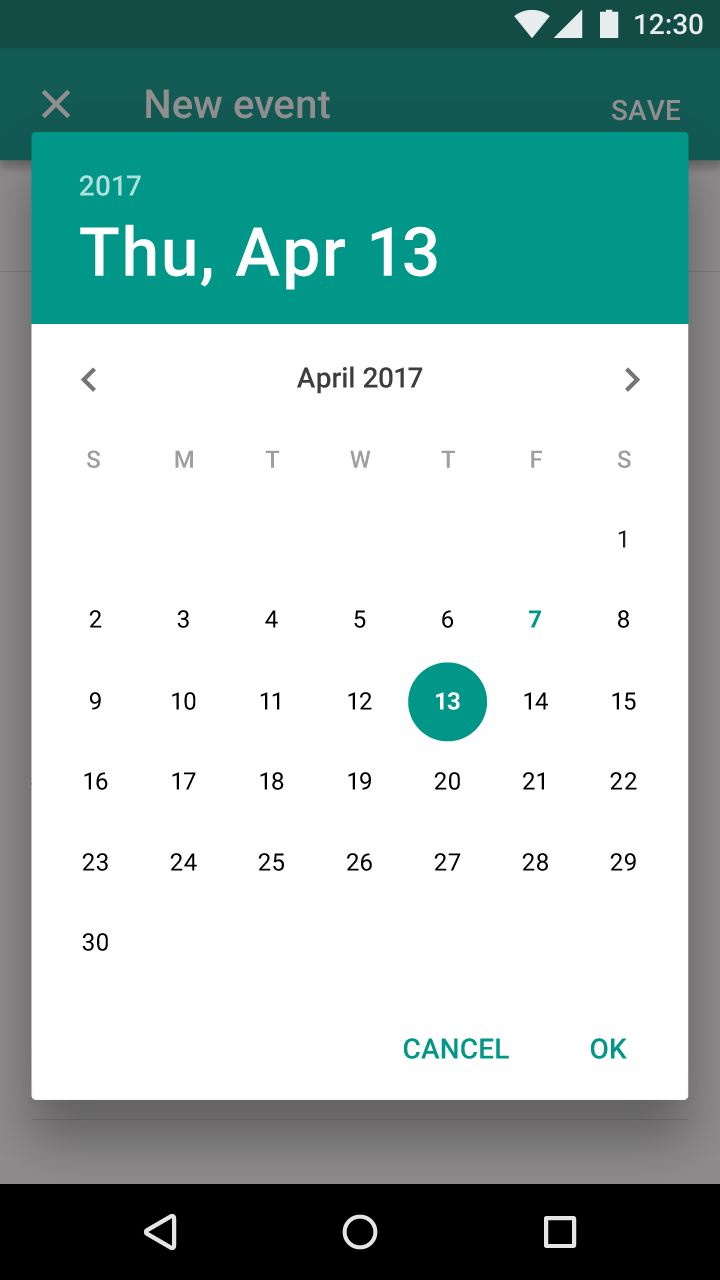 12:30
New event SAVE
2017
Thu, Apr 13
April 2017
S M T W T F S
1
2 3 4 5 6 7 8
9 10 11 12 13 14 15
16 17 18 19 20 21 22
23 24 25 26 27 28 29
30
CANCEL OK